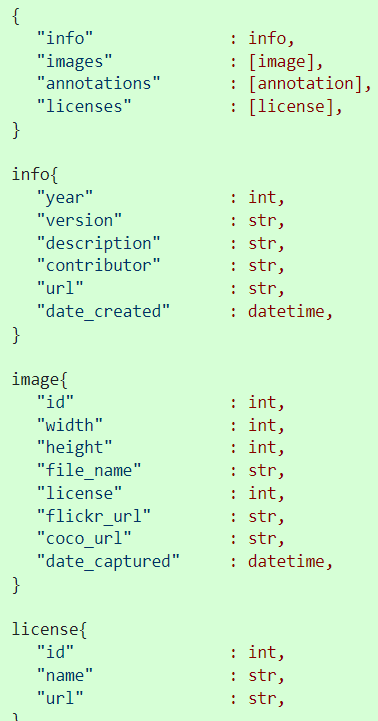 {
"info" : info,
"images" : [image],
"annotations" : [annotation],
"licenses" : [license],
}
info{
"year" : int,
"version" : str,
"description" : str,
"contributor" : str,
"url" : str,
"date_created" : datetime,
}
image{
"id" : int,
"width" : int,
"height" : int,
"file_name" : str,
"license" : int,
"flickr_url" : str,
"coco_url" : str,
"date_captured" : datetime,
}
license{
"id" : int,
"name" : str,
"url" : str,
}